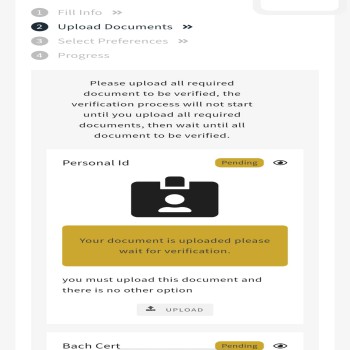 1 Fill Info >>
2 Upload Documents >>
3 Select Preferences >>
4 Progress
Please upload all required
document to be verified, the
verification process will not start
until you upload all required
documents, then wait until all
document to be verified.
Personal Id Pending
Your document is uploaded please
wait for verification.
you must upload this document and
there is no other option
UPLOAD
Bach Cert Pending